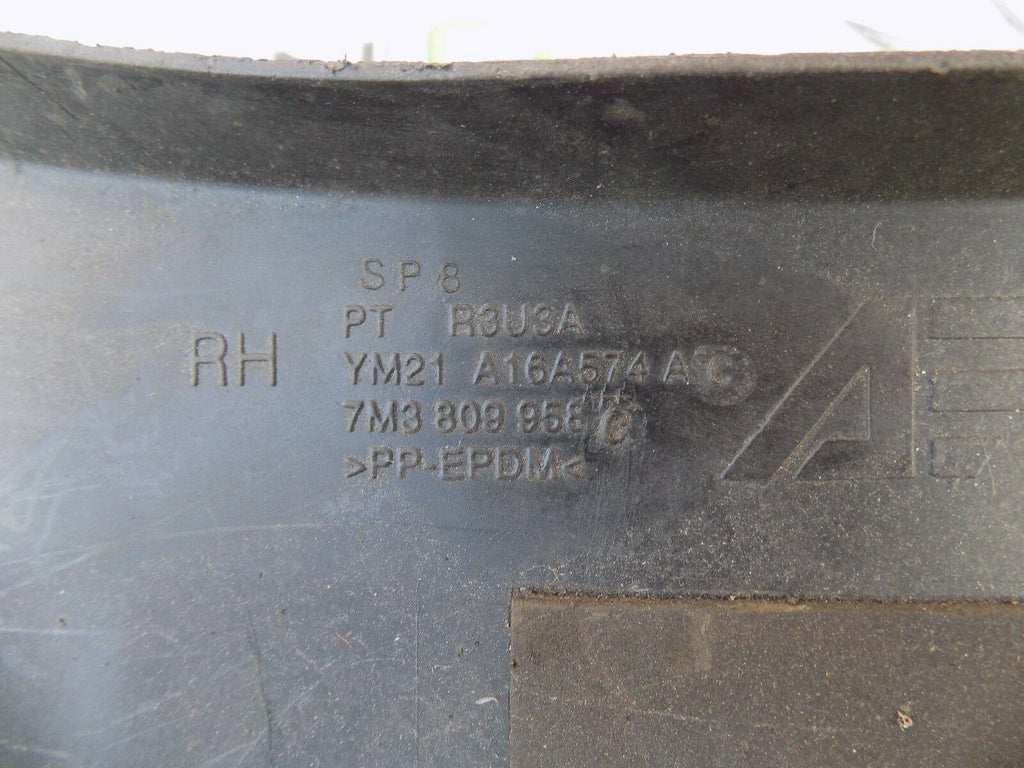 SP8
PT R3U3A
RH
YM21 A16A574 A
7M3 809 958
>PP-EPDM<